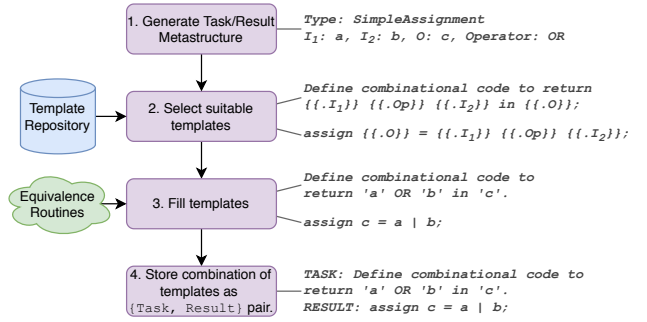 1. Generate Task/Result
Metastructure
Type: SimpleAssignment
I₁: a, I₂: b, O: c, Operator: OR
Template
Repository
2. Select suitable
templates
Define combinational code to return
{{.I₁}} {{.Op}} {{.I₂}} in {{.O}};
assign {{.O}} = {{.I₁}} {{.Op}} {{.I₂}};
Equivalence
Routines
3. Fill templates
Define combinational code to
return 'a' OR 'b' in 'c'.
assign c = a | b;
4. Store combination of
templates as
{Task, Result} pair.
TASK: Define combinational code to
return 'a' OR 'b' in 'c'.
RESULT: assign c = a | b;